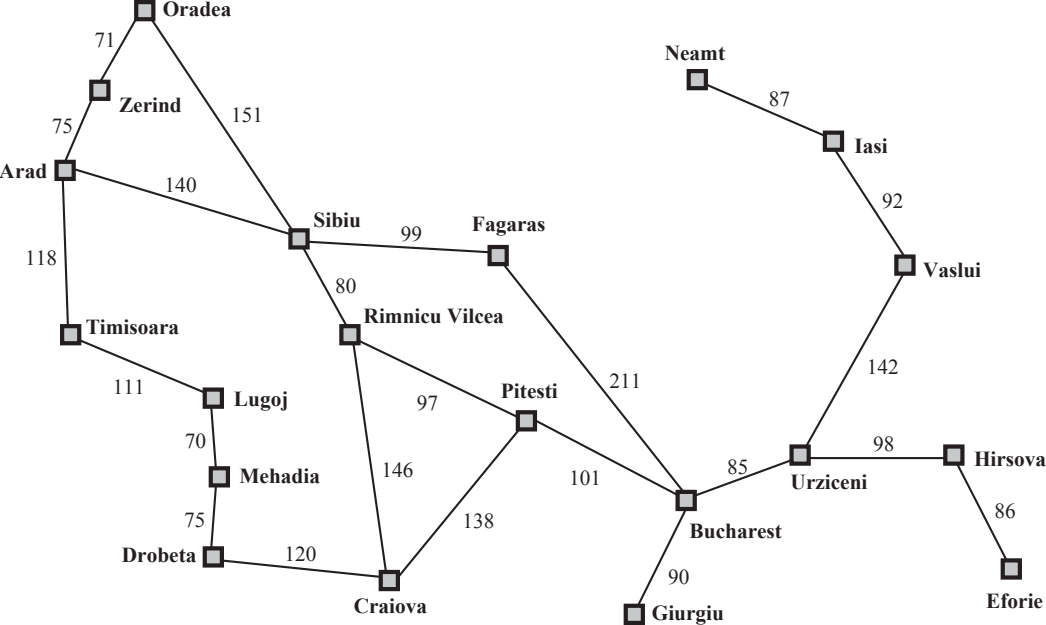 Oradea
71
Neamt
Zerind
87
151
75
Iasi
Arad
140
92
Sibiu
Fagaras
99
118
Vaslui
80
Rimnicu Vilcea
Timisoara
142
111
211
Pitesti
Lugoj
97
70
98
Hirsova
146
101
85
Mehadia
Urziceni
86
75
138
Bucharest
Drobeta
120
90
Craiova
Eforie
Giurgiu